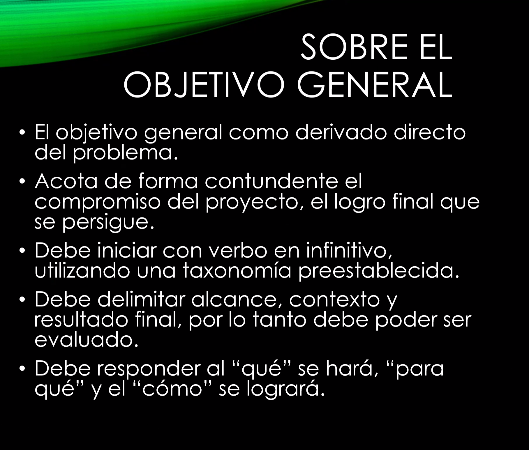 SOBRE EL
OBJETIVO GENERAL
• El objetivo general como derivado directo
del problema.
• Acota de forma contundente el
compromiso del proyecto, el logro final que
se persigue.
• Debe iniciar con verbo en infinitivo,
utilizando una taxonomía preestablecida.
• Debe delimitar alcance, contexto y
resultado final, por lo tanto debe poder ser
evaluado.
• Debe responder al “qué” se hará, “para
qué” y el “cómo” se logrará.